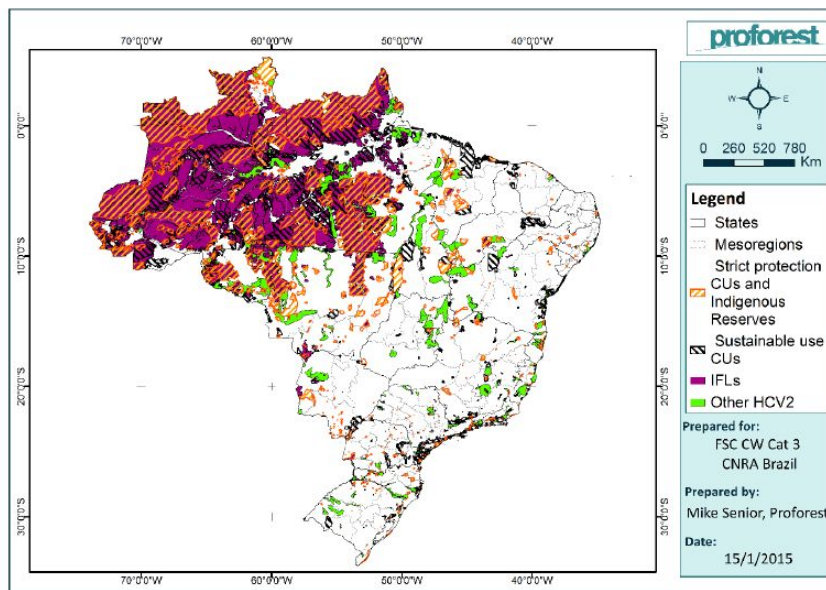 70°0'0"W 60°0'0"W 50°0'0"W 40°0'0"W
0°0'0"
10°0'0"S
20°0'0"S
30°0'0"S
0°0'0"
10°0'0"S
20°0'0"S
30°0'0"S
70°0'0"W 60°0'0"W 50°0'0"W 40°0'0"W
proforest
N
W E
S
0 260 520 780
Km
Legend
States
Mesoregions
Strict protection
CUs and
Indigenous
Reserves
Sustainable use
CUs
IFLs
Other HCV2
Prepared for:
FSC CW Cat 3
CNRA Brazil
Prepared by:
Mike Senior, Proforest
Date:
15/1/2015